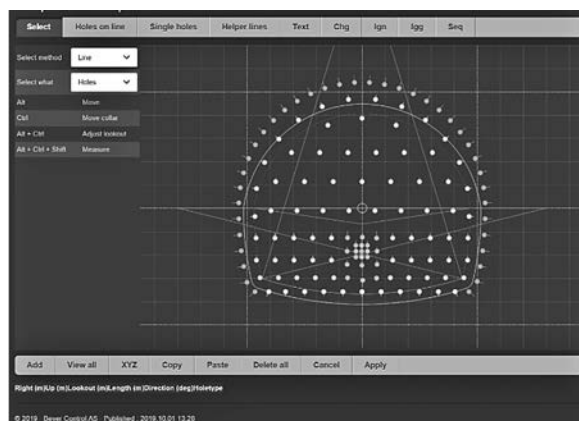 Select Holes on line Single holes Helper lines Text Chg Ign Igg Seq
Select method Line
Select what Holes
Alt Move
Ctrl Move collar
Alt + Ctrl Adjust lookout
Alt + Ctrl + Shift Measure
Add View all XYZ Copy Paste Delete all Cancel Apply
Right (m)Up (m)Lookout (m)Length (m)Direction (deg)Holetype
© 2019 . Bever Control AS . Published : 2019.10.01 13.28